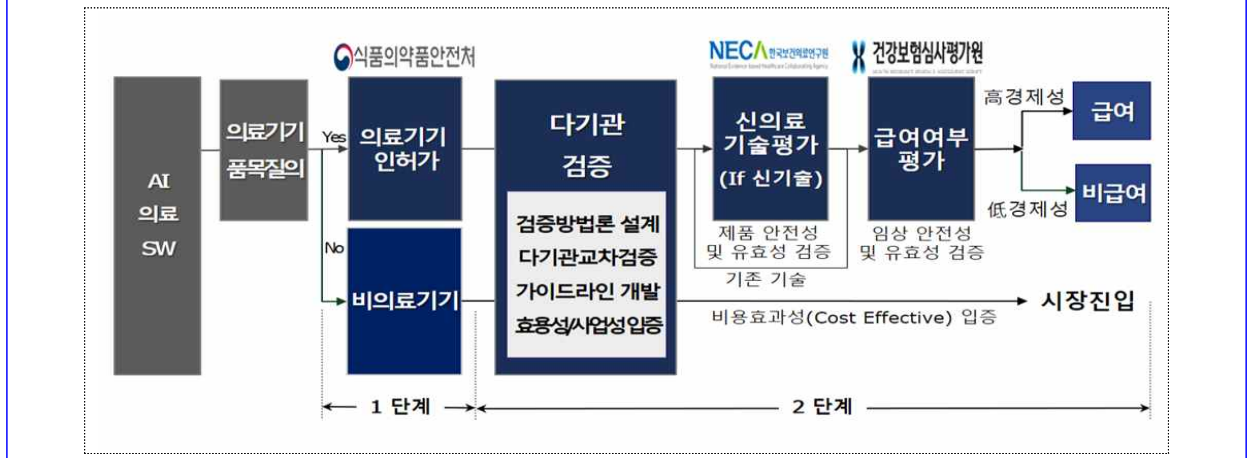 식품의약품안전처
NECA 한국보건의료연구원
National Evidence-based Healthcare Collaborating Agency
건강보험심사평가원
AI
의료
SW
의료기기
품목질의
Yes
No
의료기기
인허가
비의료기기
다기관
검증
검증방법론 설계
다기관교차검증
가이드라인 개발
효용성/사업성입증
신의료
기술평가
(If 신기술)
제품 안전성
및 유효성 검증
기존 기술
급여여부
평가
임상 안전성
및 유효성 검증
高경제성
低경제성
급여
비급여
비용효과성(Cost Effective) 입증
시장진입
1 단계
2 단계